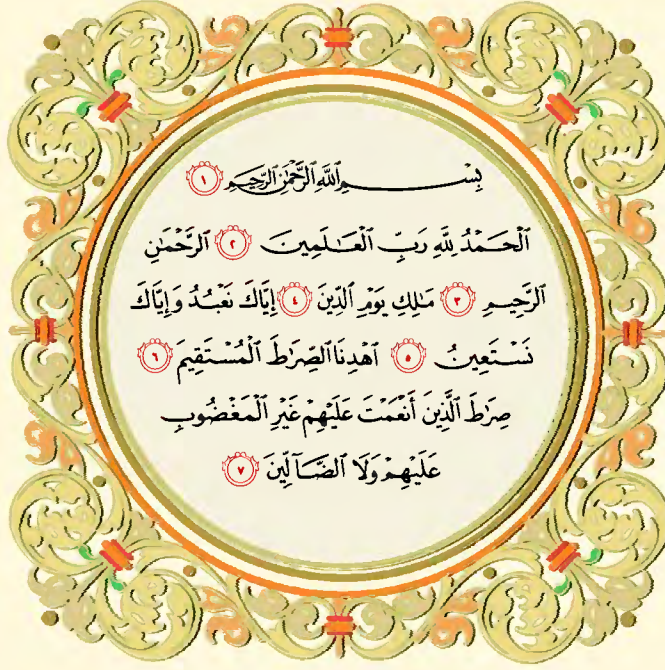 بِسْمِ ٱللَّهِ ٱلرَّحْمَٰنِ ٱلرَّحِيمِ ١
ٱلْحَمْدُ لِلَّهِ رَبِّ ٱلْعَٰلَمِينَ ٢ ٱلرَّحْمَٰنِ
ٱلرَّحِيمِ ٣ مَٰلِكِ يَوْمِ ٱلدِّينِ ٤ إِيَّاكَ نَعْبُدُ وَإِيَّاكَ
نَسْتَعِينُ ٥ ٱهْدِنَا ٱلصِّرَٰطَ ٱلْمُسْتَقِيمَ ٦
صِرَٰطَ ٱلَّذِينَ أَنْعَمْتَ عَلَيْهِمْ غَيْرِ ٱلْمَغْضُوبِ
عَلَيْهِمْ وَلَا ٱلضَّآلِّينَ ٧